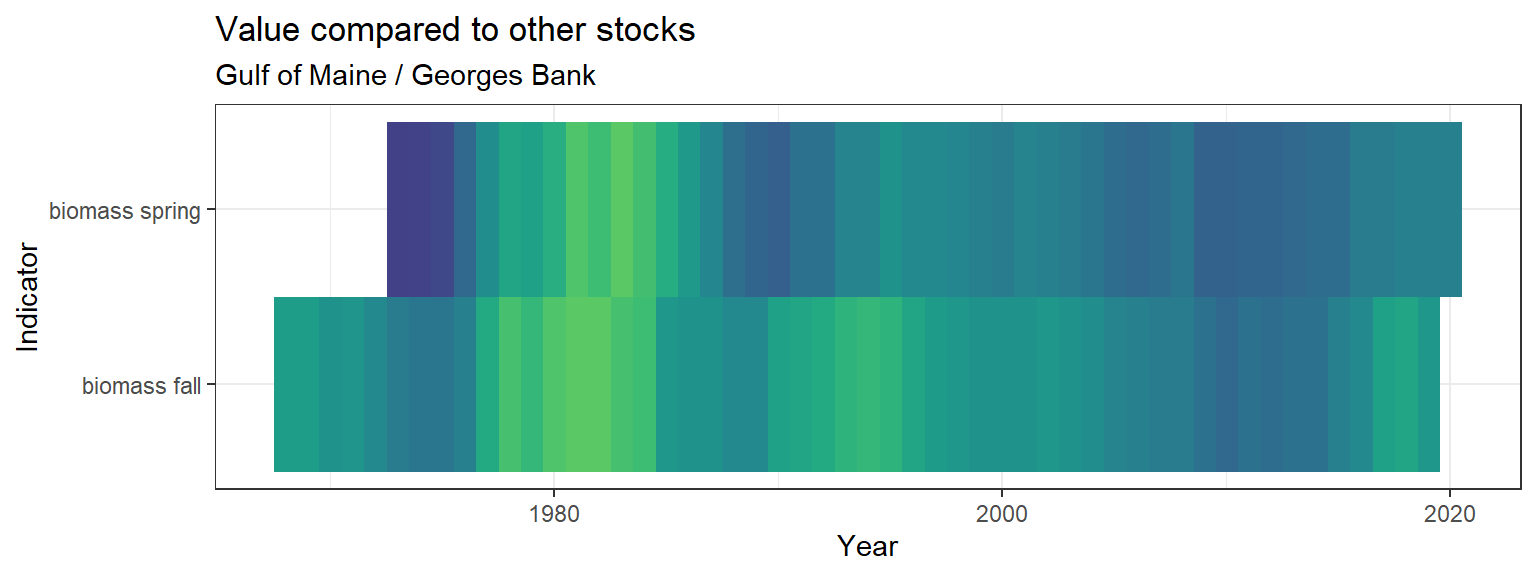 Value compared to other stocks
Gulf of Maine / Georges Bank
Indicator
biomass spring
biomass fall
1980
2000
2020
Year